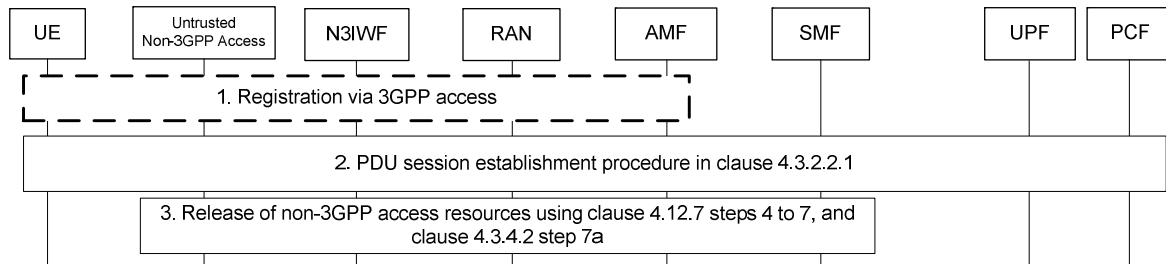 UE
Untrusted
Non-3GPP Access
N3IWF
RAN
AMF
SMF
UPF
PCF
1. Registration via 3GPP access
2. PDU session establishment procedure in clause 4.3.2.2.1
3. Release of non-3GPP access resources using clause 4.12.7 steps 4 to 7, and
clause 4.3.4.2 step 7a